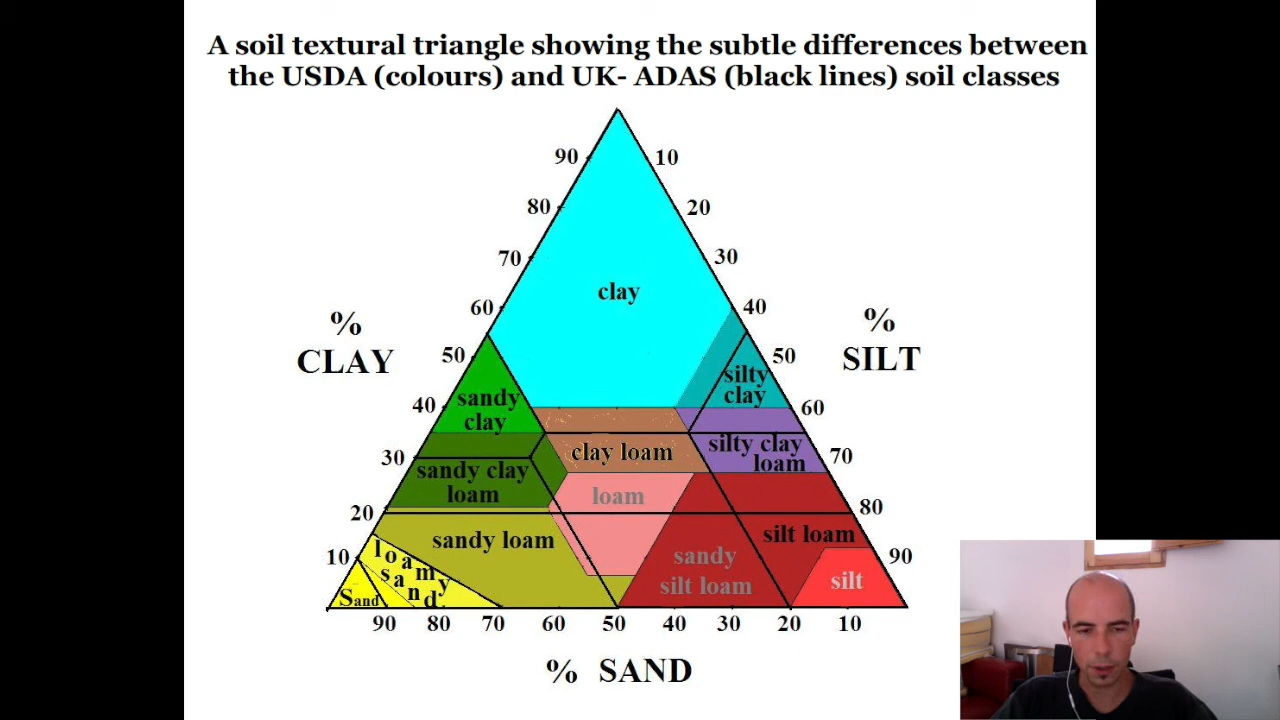 A soil textural triangle showing the subtle differences between
the USDA (colours) and UK- ADAS (black lines) soil classes
90
10
80
20
70
30
clay
60
40
%
CLAY
%
SILT
50
50
silty
clay
sandy
clay
40
60
clay loam
silty clay
loam
30
70
sandy clay
loam
loam
20
80
sandy loam
silt loam
10
90
loamy
sand
Sand
sandy
silt loam
silt
90
80
70
60
50
40
30
20
10
% SAND